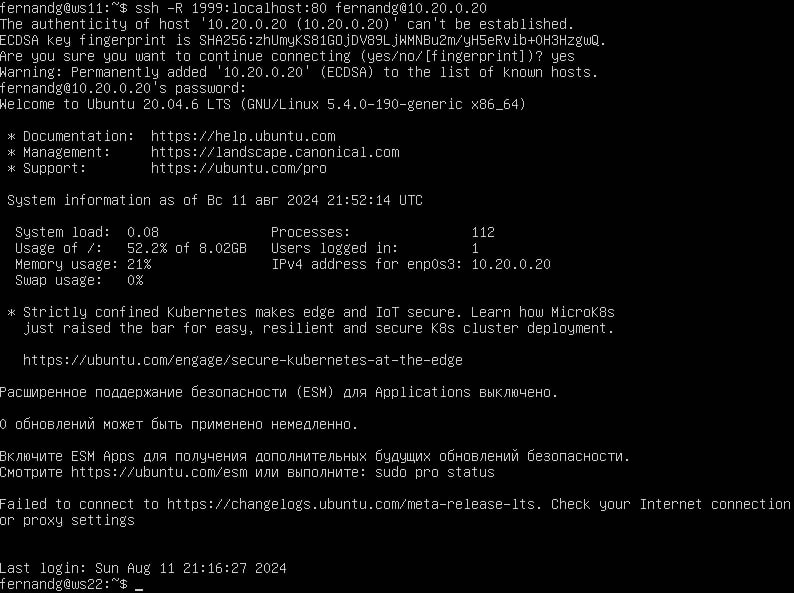 fernandg@ws11:~$ ssh -R 1999:localhost:80 fernandg@10.20.0.20
The authenticity of host '10.20.0.20 (10.20.0.20)' can't be established.
ECDSA key fingerprint is SHA256:zhUmyKS81GOjDV89LjWMNBu2m/yH5eRvib+OH3HzgwQ.
Are you sure you want to continue connecting (yes/no/[fingerprint])? yes
Warning: Permanently added '10.20.0.20' (ECDSA) to the list of known hosts.
fernandg@10.20.0.20's password:
Welcome to Ubuntu 20.04.6 LTS (GNU/Linux 5.4.0-190-generic x86_64)
* Documentation:  https://help.ubuntu.com
* Management:     https://landscape.canonical.com
* Support:        https://ubuntu.com/pro
System information as of Вс 11 авг 2024 21:52:14 UTC
System load:  0.08              Processes:               112
Usage of /:   52.2% of 8.02GB   Users logged in:         1
Memory usage: 21%               IPv4 address for enp0s3: 10.20.0.20
Swap usage:   0%
* Strictly confined Kubernetes makes edge and IoT secure. Learn how MicroK8s
just raised the bar for easy, resilient and secure K8s cluster deployment.
https://ubuntu.com/engage/secure-kubernetes-at-the-edge
Расширенное поддержание безопасности (ESM) для Applications выключено.
0 обновлений может быть применено немедленно.
Включите ESM Apps для получения дополнительных будущих обновлений безопасности.
Смотрите https://ubuntu.com/esm или выполните: sudo pro status
Failed to connect to https://changelogs.ubuntu.com/meta-release-lts. Check your Internet connection
or proxy settings
Last login: Sun Aug 11 21:16:27 2024
fernandg@ws22:~$ _